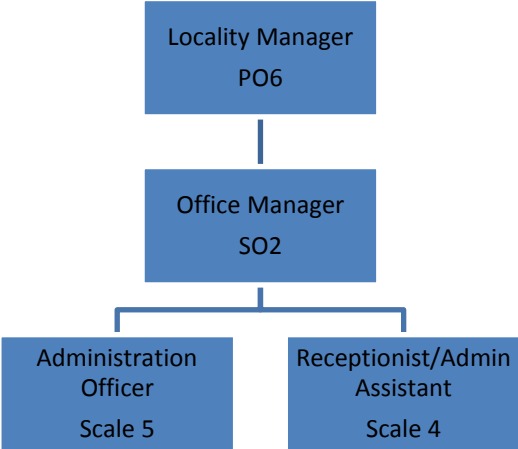 Locality Manager
PO6
Office Manager
SO2
Administration
Officer
Scale 5
Receptionist/Admin
Assistant
Scale 4